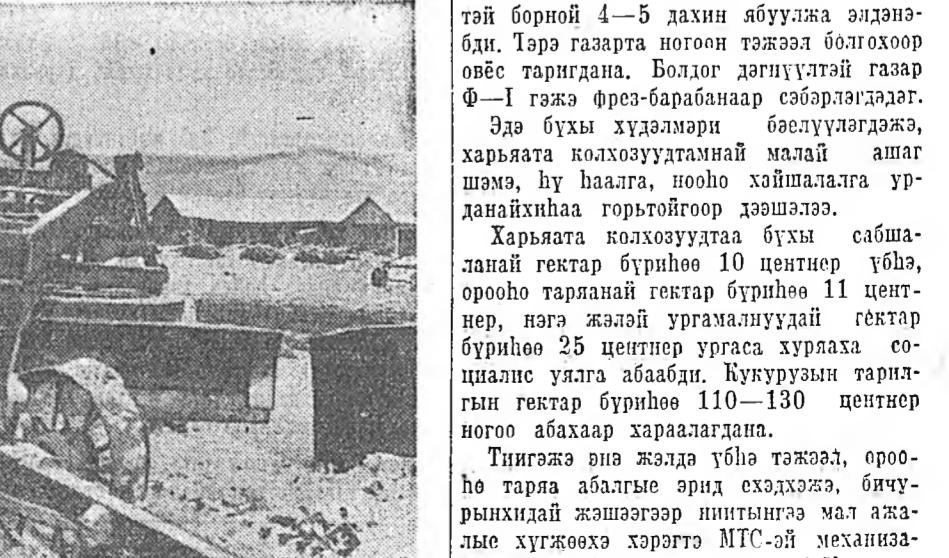 тэй борной 4—5 дахин ябуулжа элдэнэ-
бди. Тэрэ газарта ногоон тэжээл болгохоор
овёс таригдана. Болдог дэгнүүлтэй газар
Ф—I гэжэ фрез-барабанаар сэбэрлэгдэдэг.
Эдэ бүхы хүдэлмэри бэелүүлэгдэжэ,
харьяата колхозуудтамнай малай ашаг
шэмэ, һү һаалга, нооһо хайшалалга ур-
данайхиһаа горьтойгоор дээшэлээ.
Харьяата колхозуудтаа бүхы сабша-
ланай гектар бүриһөө 10 центнер үбһэ,
орооһо таряанай гектар бүриһөө 11 цент-
нер, нэгэ жэлэй ургамалнуудай гектар
бүриһөө 25 центнер ургаса хуряаха со-
циалис уялга абаабди. Кукурузын тарил-
гын гектар бүриһөө 110—130 центнер
ногоо абахаар хараалагдана.
Тиигэжэ энэ жэлдэ үбһэ тэжээл, ороо-
һо таряа абалгые эрид ехэдхэжэ, бичу-
рынхидай жэшээгээр ниитынгээ мал ажа-
лые хүгжөөхэ хэрэгтэ МТС-эй механиза-